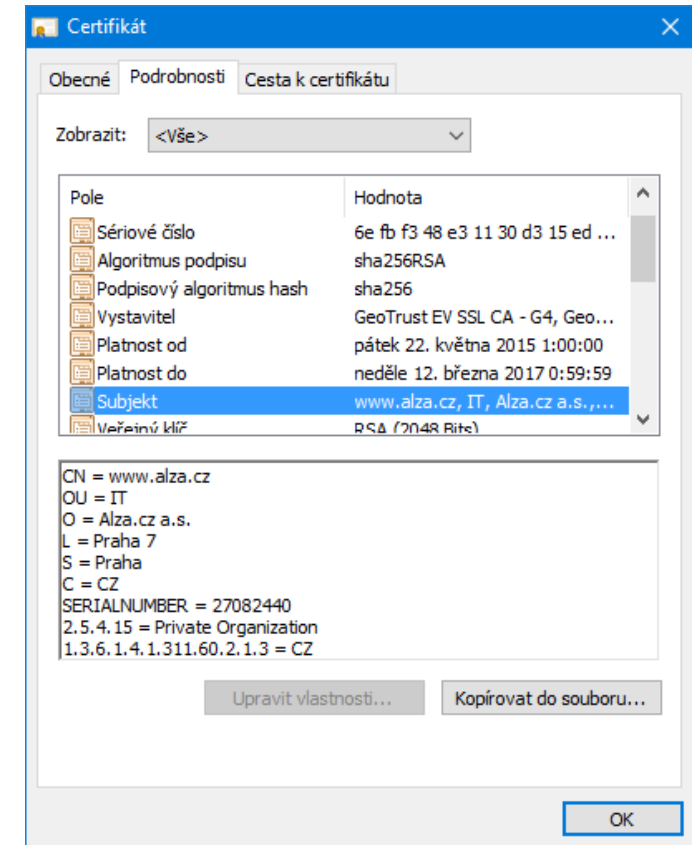 Certifikát
Obecné Podrobnosti Cesta k certifikátu
Zobrazit: <Vše>
Pole Hodnota
Sériové číslo 6e fb f3 48 e3 11 30 d3 15 ed ...
Algoritmus podpisu sha256RSA
Podpisový algoritmus hash sha256
Vystavitel GeoTrust EV SSL CA - G4, Geo...
Platnost od pátek 22. května 2015 1:00:00
Platnost do neděle 12. března 2017 0:59:59
Subjekt www.alza.cz, IT, Alza.cz a.s.,...
Veřejný klíč RSA (2048 Bits)
CN = www.alza.cz
OU = IT
O = Alza.cz a.s.
L = Praha 7
S = Praha
C = CZ
SERIALNUMBER = 27082440
2.5.4.15 = Private Organization
1.3.6.1.4.1.311.60.2.1.3 = CZ
Upravit vlastnosti... Kopírovat do souboru...
OK